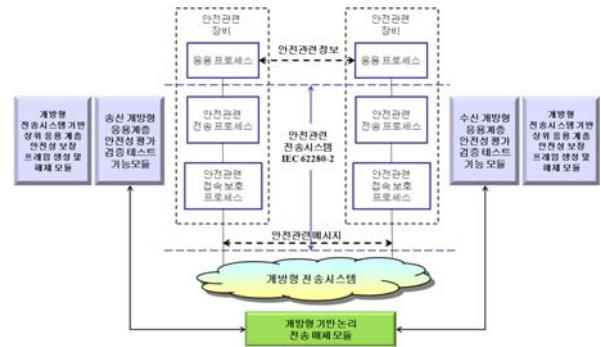 안전관련
장비
안전관련
장비
응용 프로세스
안전관련 정보
응용 프로세스
개방형
전송시스템 기반
상위 응용 계층
안전성 보장
프레임 생성 및
해제 모듈
송신 개방형
응용계층
안전성 평가
검증 테스트
기능모듈
안전관련
전송 프로세스
안전관련
전송시스템
IEC 62280-2
안전관련
전송 프로세스
수신 개방형
응용계층
안전성 평가
검증 테스트
기능모듈
개방형
전송시스템 기반
상위 응용 계층
안전성 보장
프레임 생성 및
해제 모듈
안전관련
접속 보호
프로세스
안전관련
접속 보호
프로세스
안전관련 메시지
개방형 전송시스템
개방형 기반 논리
전송 매체 모듈